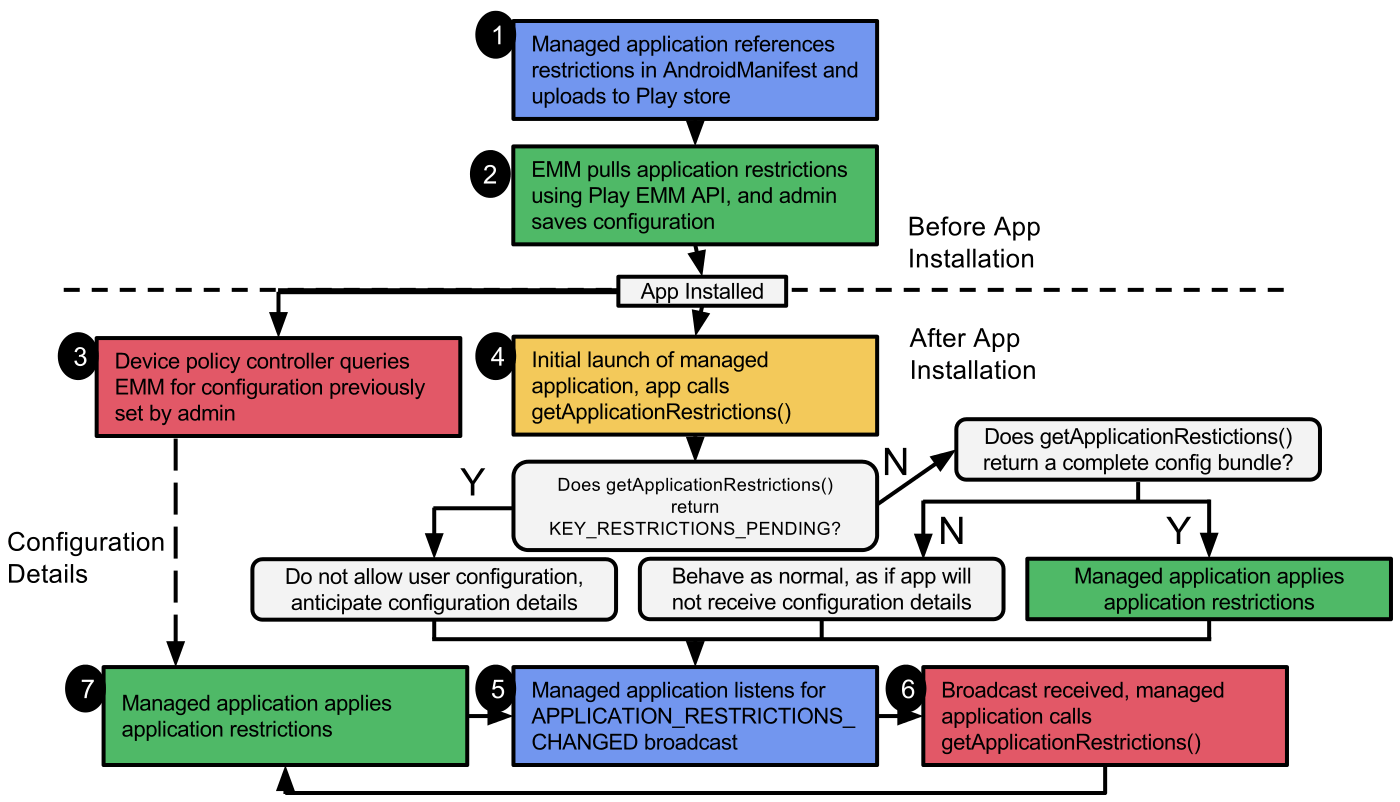 1
Managed application references
restrictions in AndroidManifest and
uploads to Play store
2
EMM pulls application restrictions
using Play EMM API, and admin
saves configuration
Before App
Installation
App Installed
After App
Installation
3
Device policy controller queries
EMM for configuration previously
set by admin
4
Initial launch of managed
application, app calls
getApplicationRestrictions()
Does getApplicationRestictions()
return a complete config bundle?
N
Y
Does getApplicationRestrictions()
return
KEY_RESTRICTIONS_PENDING?
N
Y
Configuration
Details
Do not allow user configuration,
anticipate configuration details
Behave as normal, as if app will
not receive configuration details
Managed application applies
application restrictions
7
Managed application applies
application restrictions
5
Managed application listens for
APPLICATION_RESTRICTIONS_
CHANGED broadcast
6
Broadcast received, managed
application calls
getApplicationRestrictions()